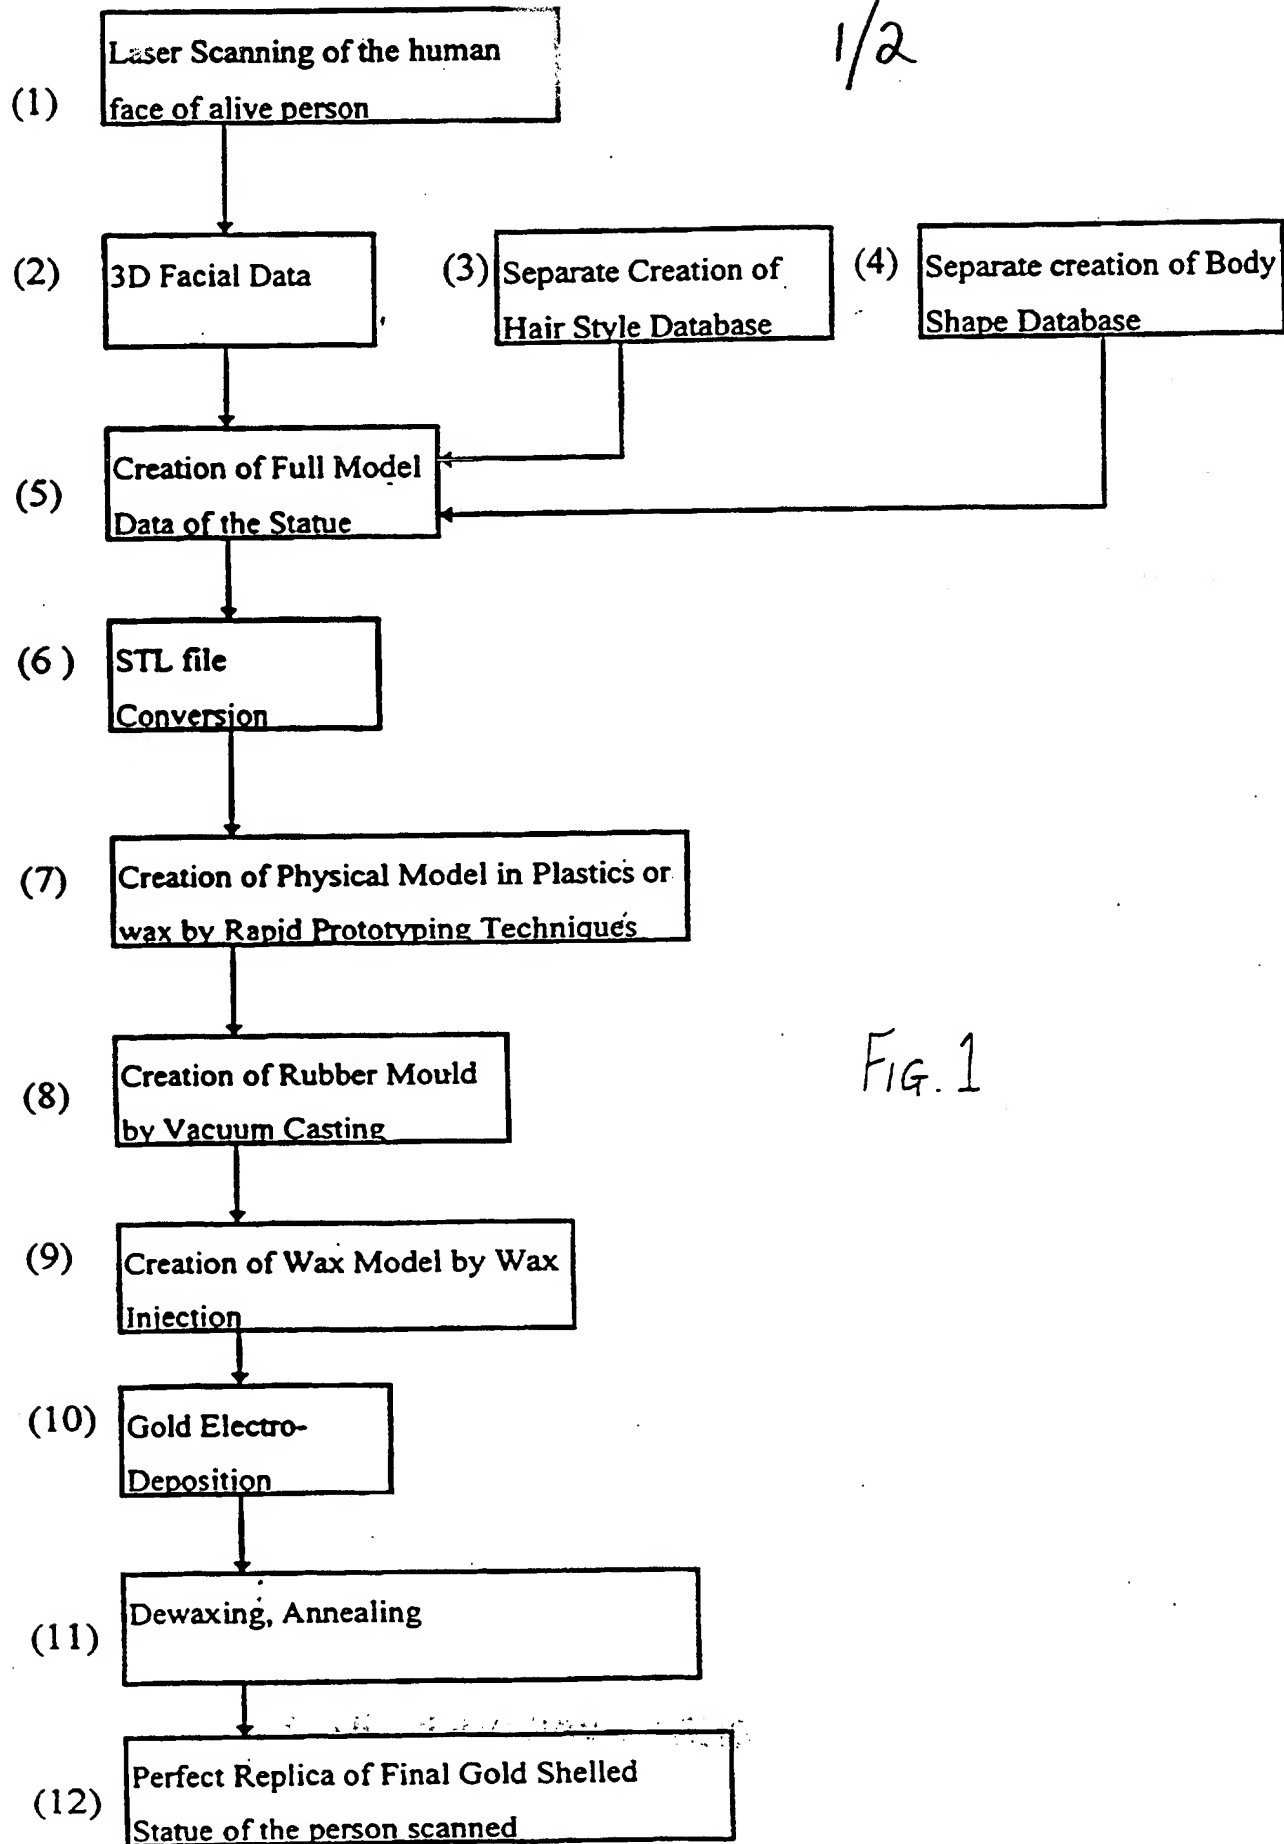 1/2
Laser Scanning of the human
(1)
face of alive person
(2)
3D Facial Data
(3)
Separate Creation of
Hair Style Database
(4)
Separate creation of Body
Shape Database
(5)
Creation of Full Model
Data of the Statue
(6 )
STL file
Conversion
(7)
Creation of Physical Model in Plastics or
wax by Rapid Prototyping Techniques
(8)
Creation of Rubber Mould
by Vacuum Casting
FIG. 1
(9)
Creation of Wax Model by Wax
Injection
(10)
Gold Electro-
Deposition
(11)
Dewaxing, Annealing
(12)
Perfect Replica of Final Gold Shelled
Statue of the person scanned